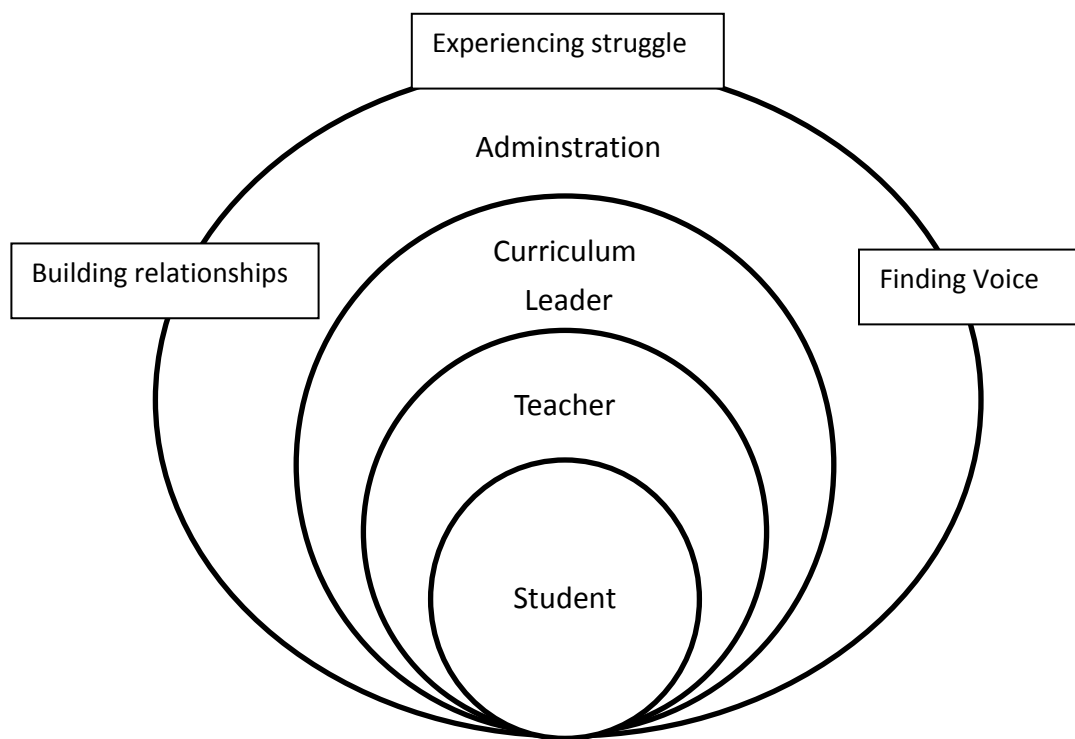 Experiencing struggle
Adminstration
Building relationships
Curriculum
Leader
Finding Voice
Teacher
Student